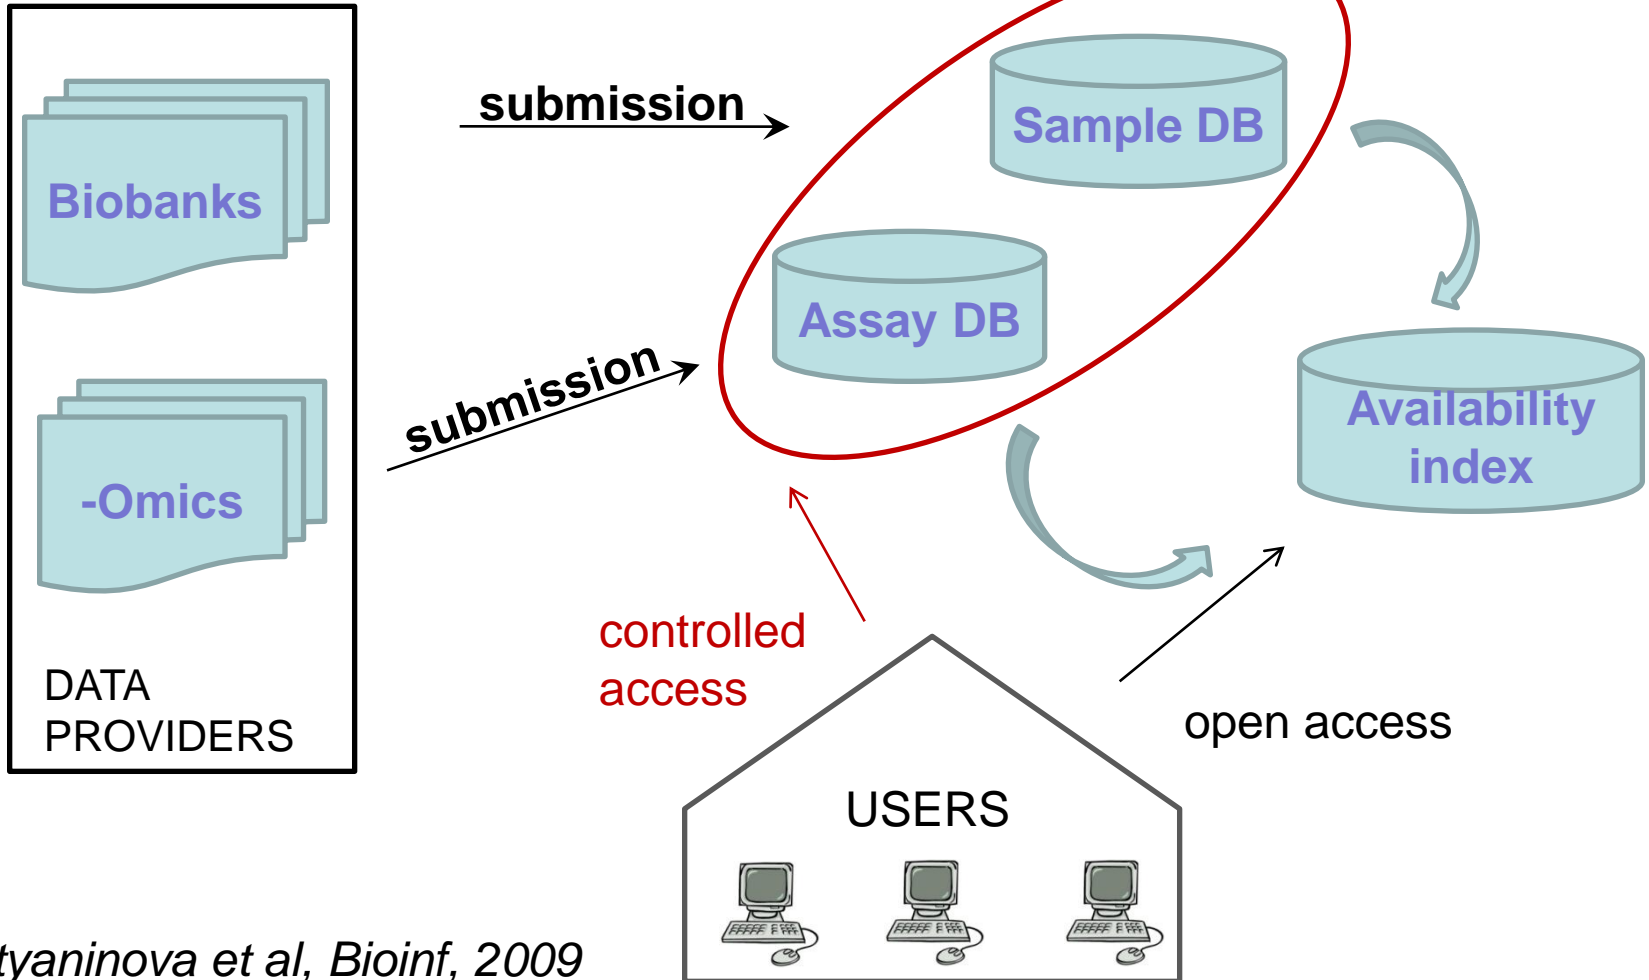 submission
Sample DB
Biobanks
Assay DB
submission
Availability
index
-Omics
controlled
access
DATA
PROVIDERS
open access
USERS
et al, Bioinf, 2009